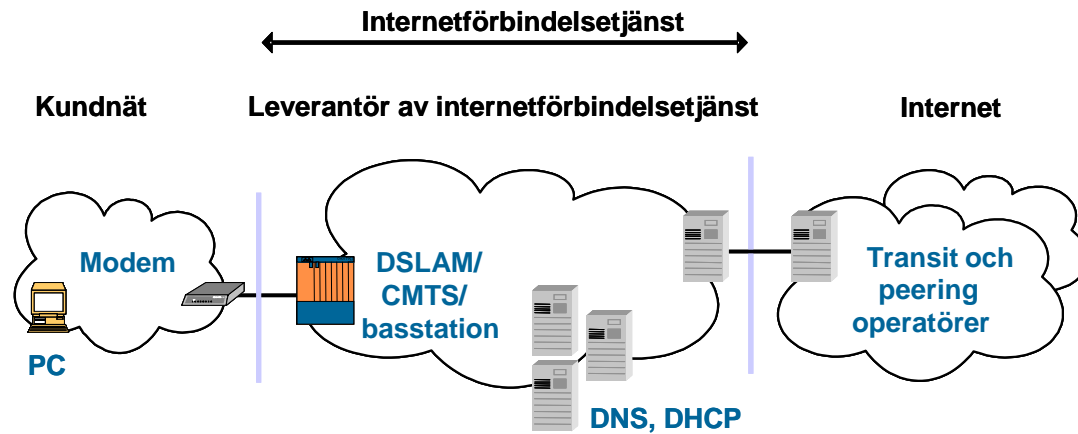 Internetförbindelsetjänst
Kundnät
Leverantör av internetförbindelsetjänst
Internet
Modem
PC
DSLAM/
CMTS/
basstation
DNS, DHCP
Transit och
peering
operatörer